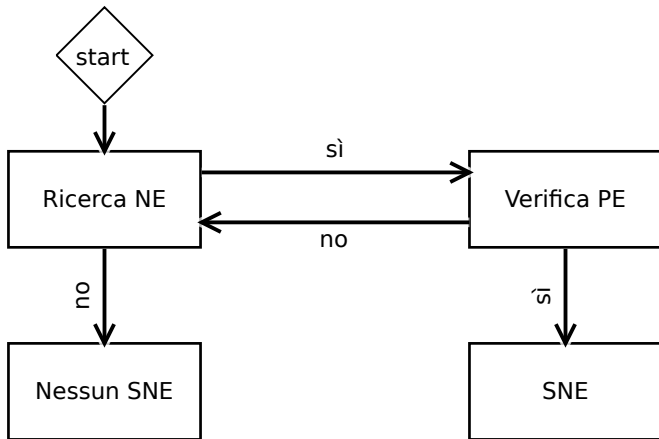 start
sì
Ricerca NE
Verifica PE
no
no
sì
Nessun SNE
SNE